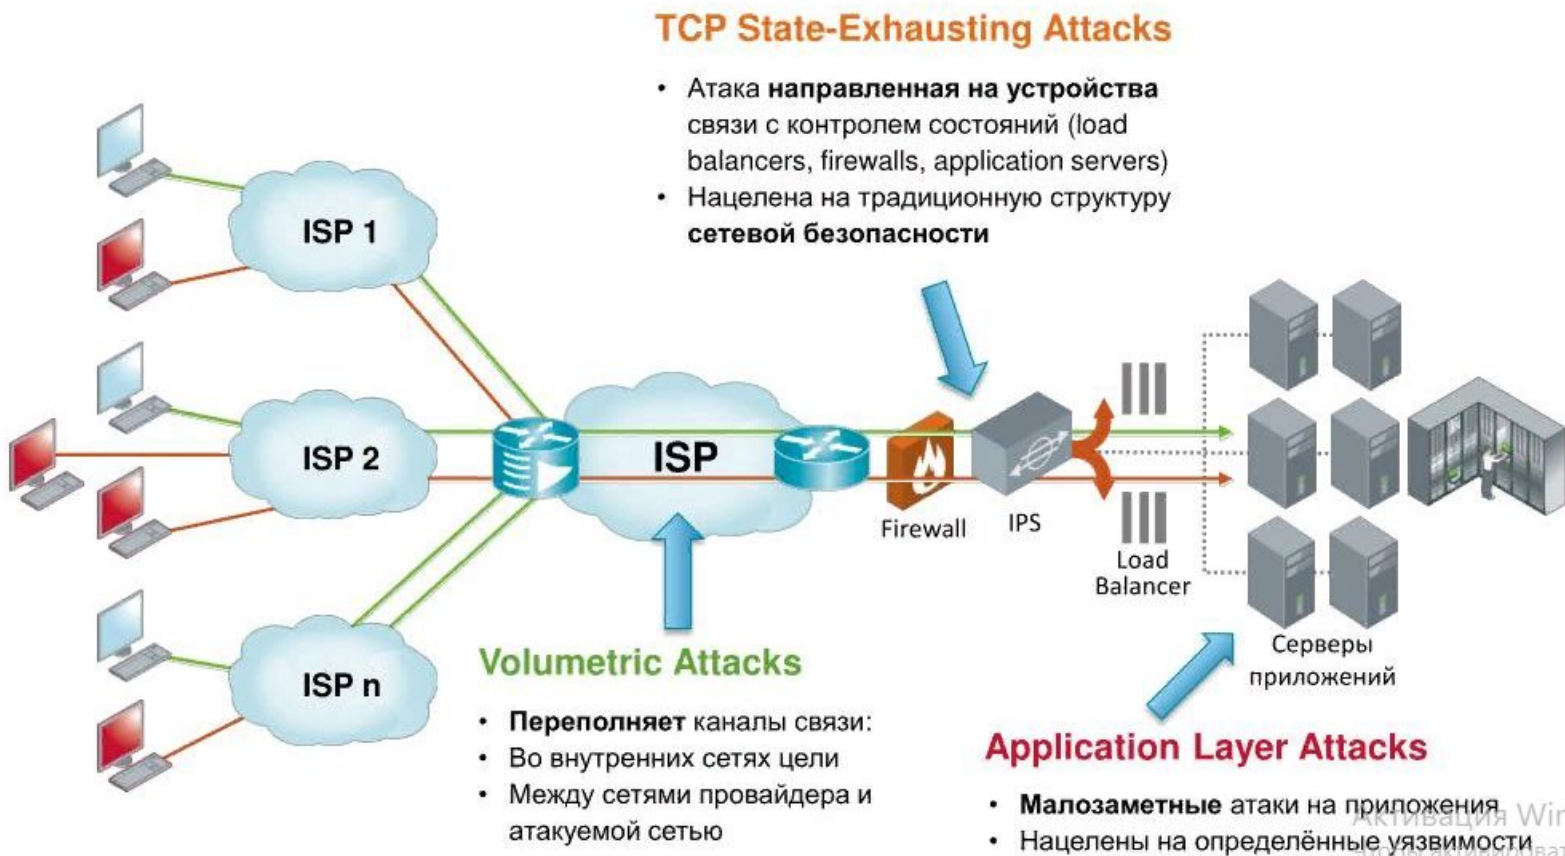 TCP State-Exhausting Attacks
• Атака направленная на устройства
связи с контролем состояний (load
balancers, firewalls, application servers)
• Нацелена на традиционную структуру
сетевой безопасности
ISP 1
ISP 2
ISP
Firewall
IPS
Load
Balancer
Серверы
приложений
ISP n
Volumetric Attacks
• Переполняет каналы связи:
• Во внутренних сетях цели
• Между сетями провайдера и
атакуемой сетью
Application Layer Attacks
• Малозаметные атаки на приложения
• Нацелены на определённые уязвимости
Активация Win